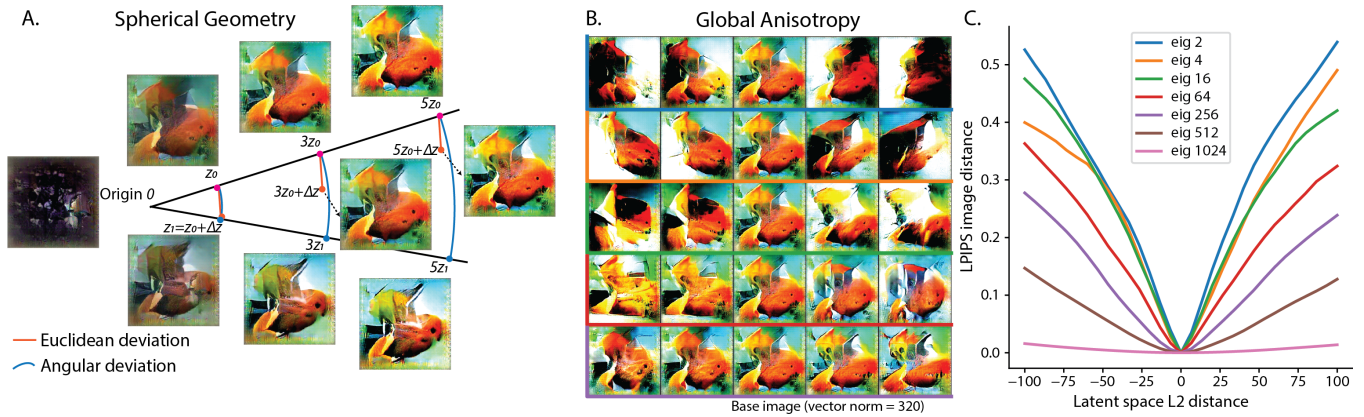 A.
Spherical Geometry
5z₀
3z₀
5z₀+Δz
z₀
Origin 0
3z₀+Δz
z₁=z₀+Δz
3z₁
5z₁
Euclidean deviation
Angular deviation
B.
Global Anisotropy
Base image (vector norm = 320)
C.
eig 2
eig 4
eig 16
eig 64
eig 256
eig 512
eig 1024
LPIPS image distance
0.5
0.4
0.3
0.2
0.1
0.0
−100 −75 −50 −25 0 25 50 75 100
Latent space L2 distance